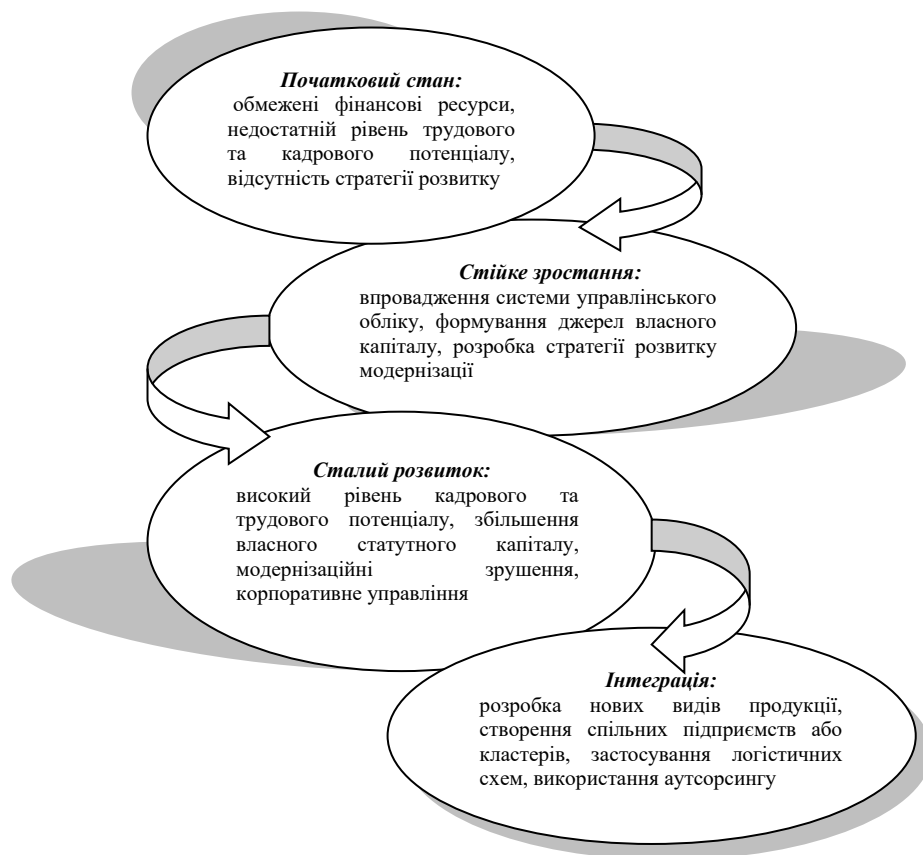 Початковий стан:
обмежені фінансові ресурси,
недостатній рівень трудового
та кадрового потенціалу,
відсутність стратегії розвитку
Стійке зростання:
впровадження системи управлінського
обліку, формування джерел власного
капіталу, розробка стратегії розвитку
модернізації
Сталий розвиток:
високий рівень кадрового та
трудового потенціалу, збільшення
власного статутного капіталу,
модернізаційні зрушення,
корпоративне управління
Інтеграція:
розробка нових видів продукції,
створення спільних підприємств або
кластерів, застосування логістичних
схем, використання аутсорсингу